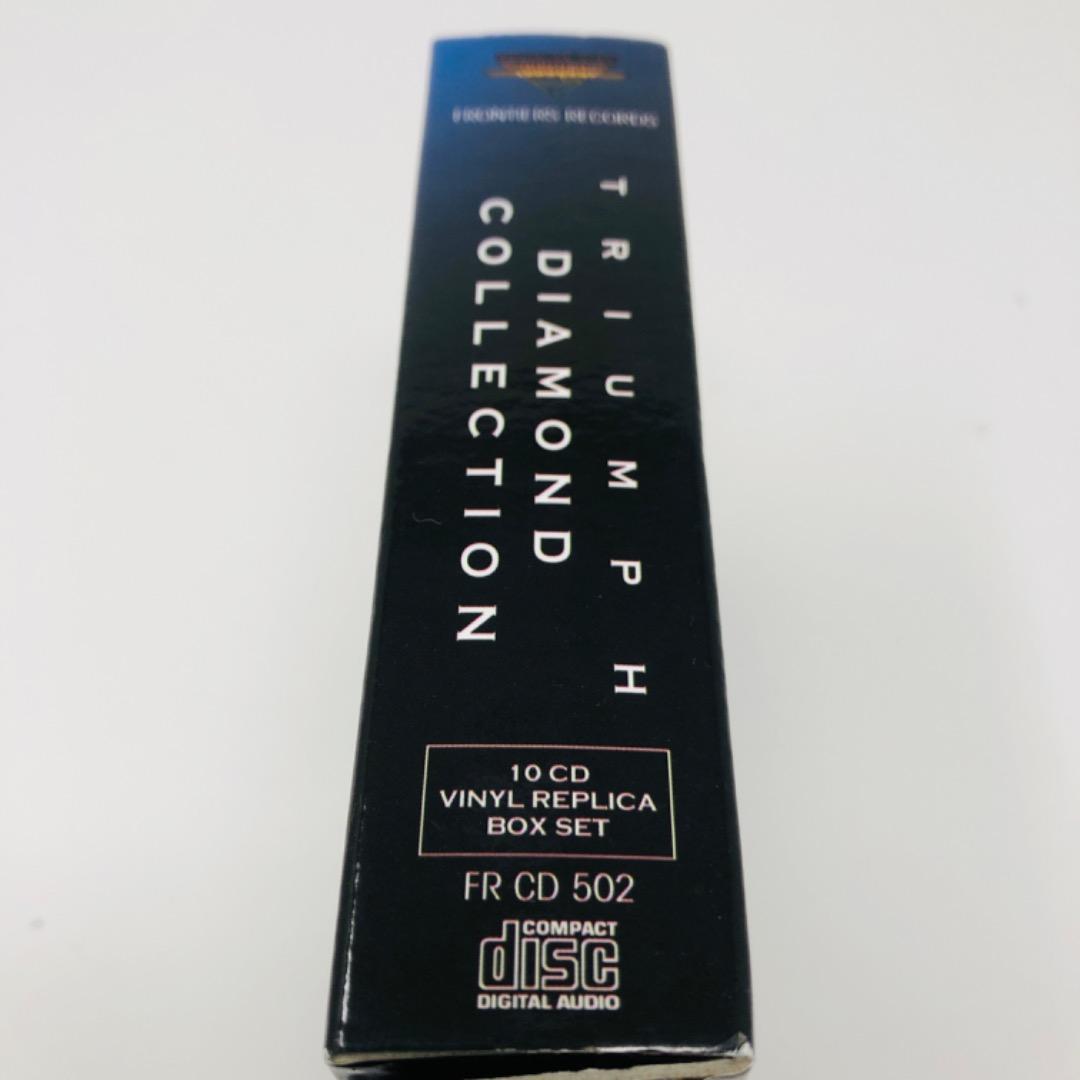 FRONTIERS RECORDS
TRIUMPH
DIAMOND
COLLECTION
10 CD
VINYL REPLICA
BOX SET
FR CD 502
COMPACT
disc
DIGITAL AUDIO